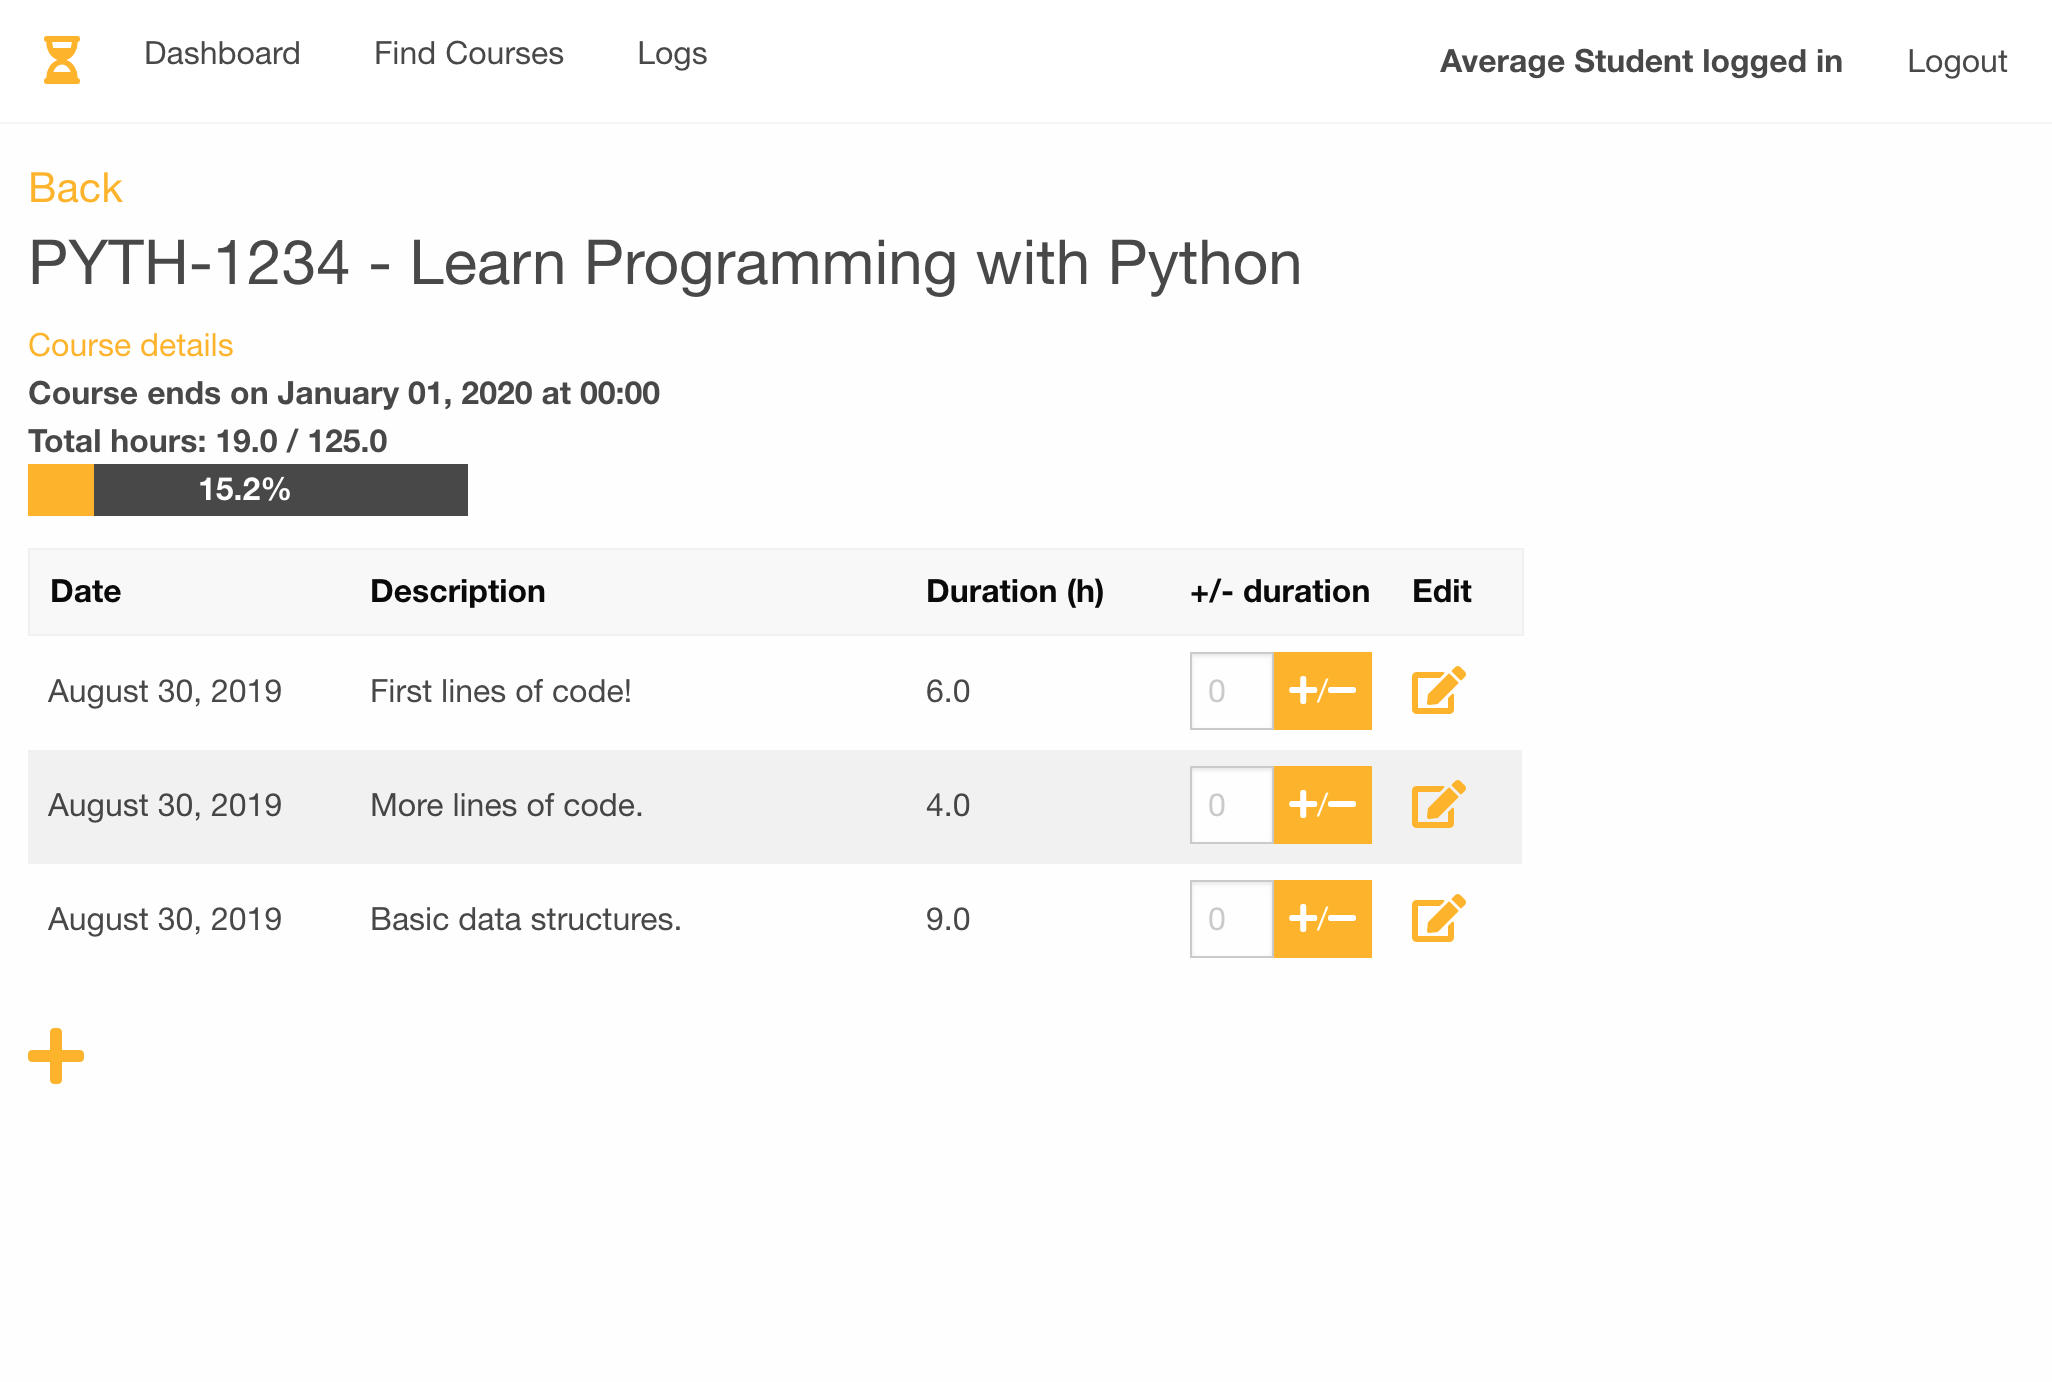 Dashboard Find Courses Logs Average Student logged in Logout
Back
PYTH-1234 - Learn Programming with Python
Course details
Course ends on January 01, 2020 at 00:00
Total hours: 19.0 / 125.0
15.2%
Date Description Duration (h) +/- duration Edit
August 30, 2019 First lines of code! 6.0 0 +/−
August 30, 2019 More lines of code. 4.0 0 +/−
August 30, 2019 Basic data structures. 9.0 0 +/−